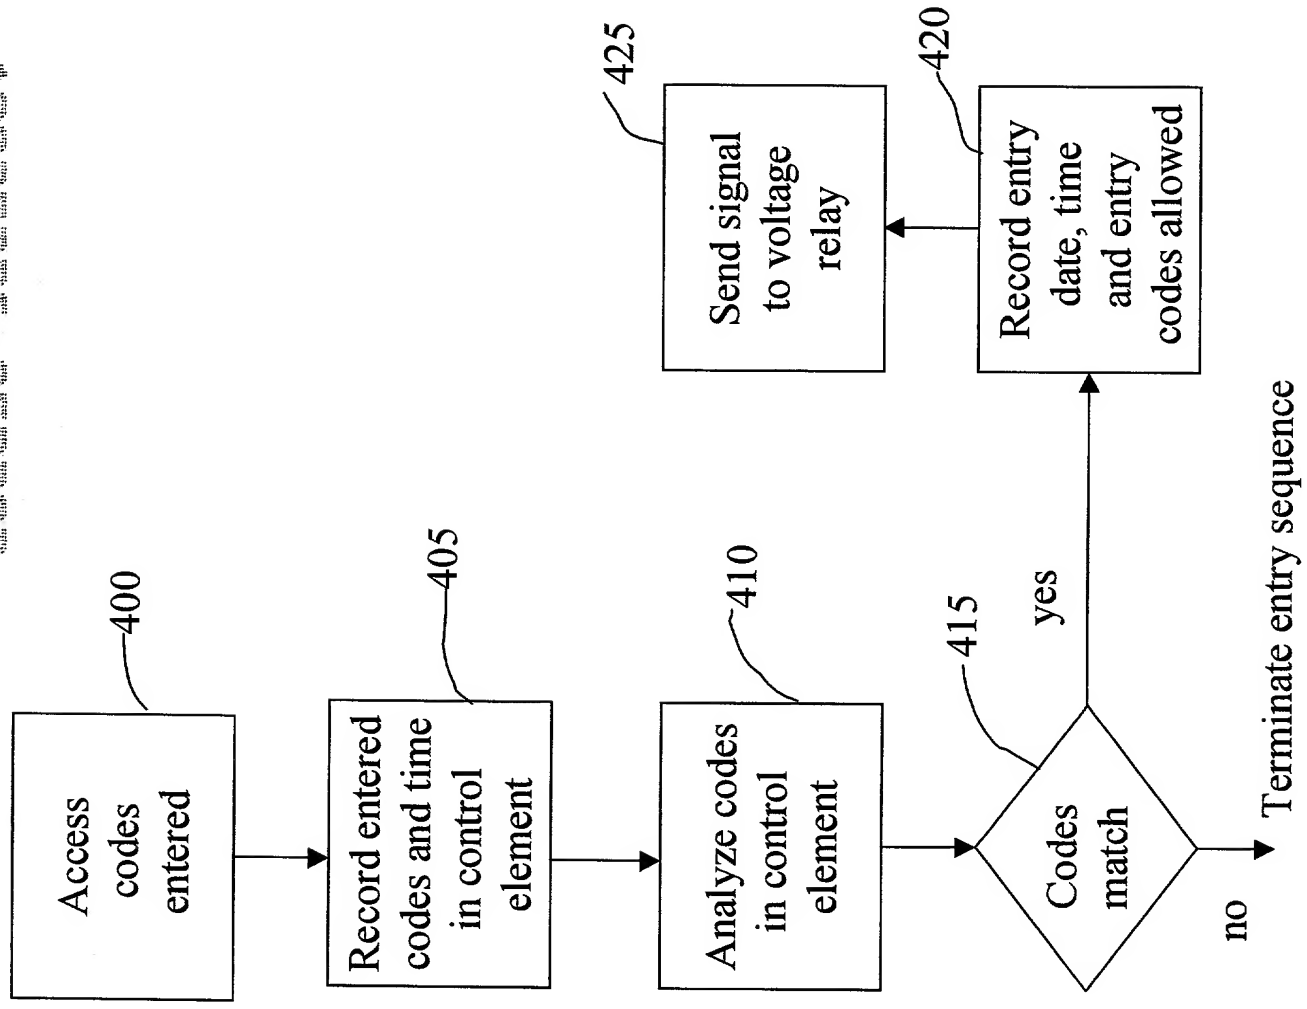 400
Access
codes
entered
405
Record entered
codes and time
in control
element
410
Analyze codes
in control
element
415
Codes
match
yes
no
Terminate entry sequence
420
Record entry
date, time
and entry
codes allowed
425
Send signal
to voltage
relay